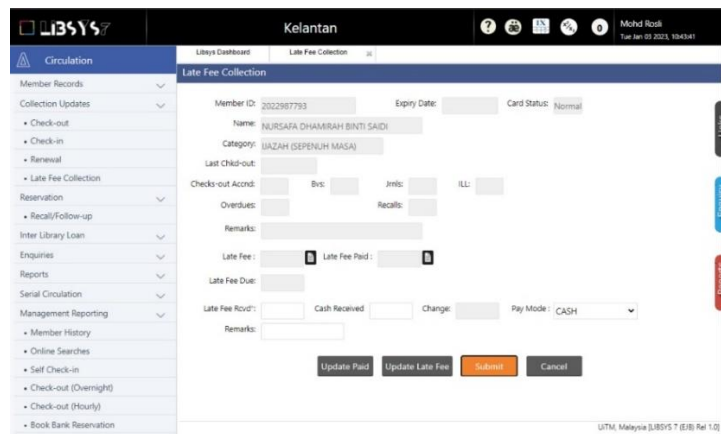 LIBSYS7
Kelantan
?
IX
0
Mohd Rosli
Tue Jan 03 2023, 10:43:41
Circulation
Libsys Dashboard
Late Fee Collection
Late Fee Collection
Member Records
Collection Updates
• Check-out
• Check-in
• Renewal
• Late Fee Collection
Reservation
• Recall/Follow-up
Inter Library Loan
Enquiries
Reports
Serial Circulation
Management Reporting
• Member History
• Online Searches
• Self Check-in
• Check-out (Overnight)
• Check-out (Hourly)
• Book Bank Reservation
Member ID: 2022987793 Expiry Date: Card Status: Normal
Name: NURSAFA DHAMIRAH BINTI SAIDI
Category: IJAZAH (SEPENUH MASA)
Last Chkd-out:
Checks-out Accnd: Bvs: Jrnls: ILL:
Overdues: Recalls:
Remarks:
Late Fee : Late Fee Paid :
Late Fee Due:
Late Fee Rcvd*: Cash Received Change: Pay Mode : CASH
Remarks:
Update Paid Update Late Fee Submit Cancel
UiTM, Malaysia [LIBSYS 7 (EJB) Rel 1.0]